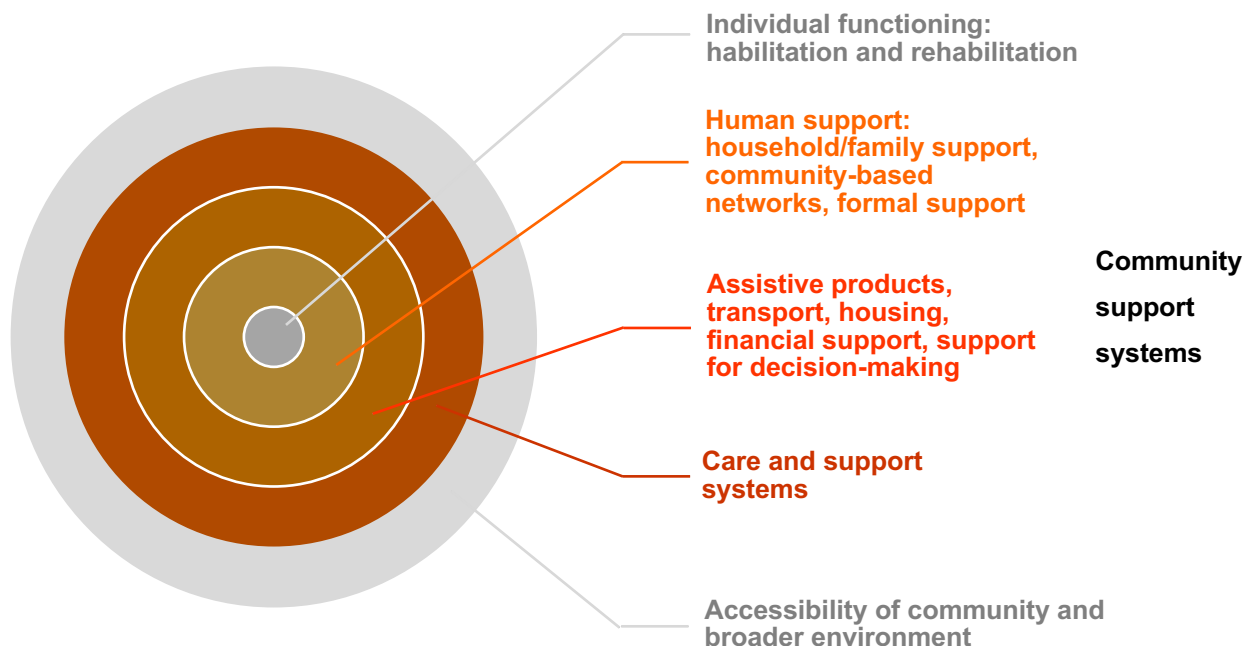 Individual functioning:
habilitation and rehabilitation
Human support:
household/family support,
community-based
networks, formal support
Assistive products,
transport, housing,
financial support, support
for decision-making
Community
support
systems
Care and support
systems
Accessibility of community and
broader environment